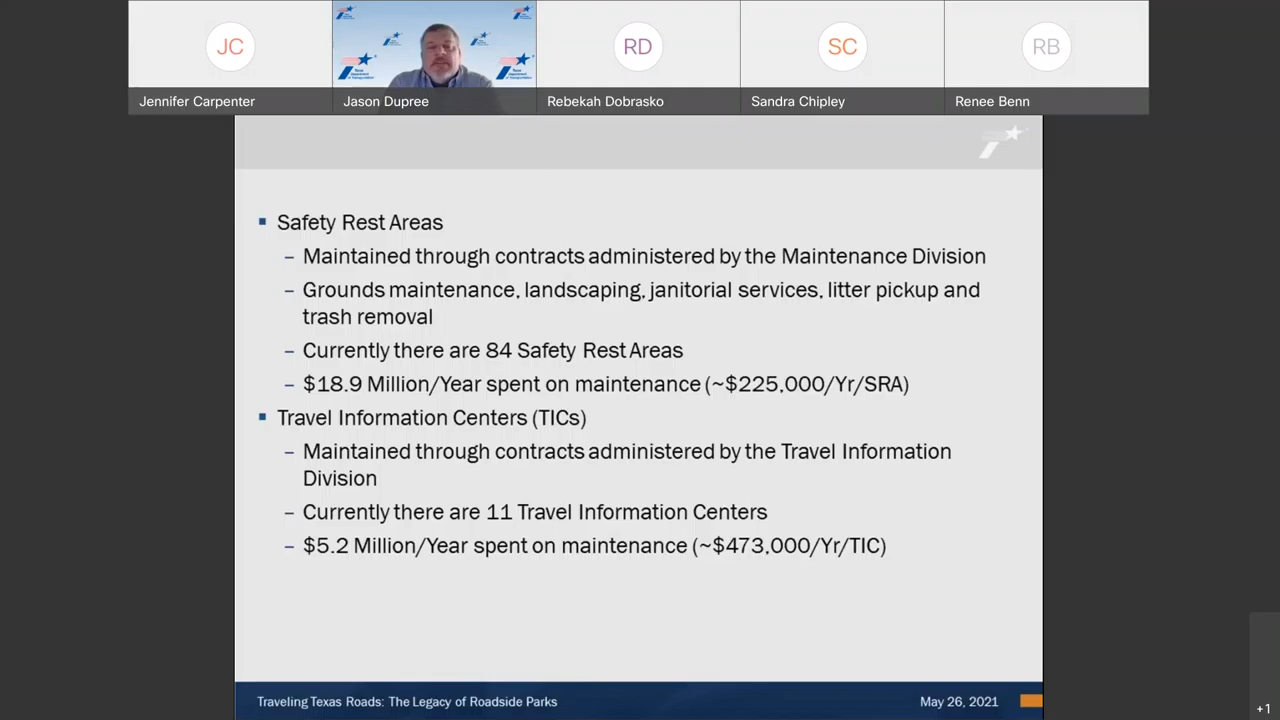 JC
RD
SC
RB
Jennifer Carpenter
Jason Dupree
Rebekah Dobrasko
Sandra Chipley
Renee Benn
Safety Rest Areas
– Maintained through contracts administered by the Maintenance Division
– Grounds maintenance, landscaping, janitorial services, litter pickup and
trash removal
– Currently there are 84 Safety Rest Areas
– $18.9 Million/Year spent on maintenance (~$225,000/Yr/SRA)
Travel Information Centers (TICs)
– Maintained through contracts administered by the Travel Information
Division
– Currently there are 11 Travel Information Centers
– $5.2 Million/Year spent on maintenance (~$473,000/Yr/TIC)
Traveling Texas Roads: The Legacy of Roadside Parks
May 26, 2021
+1